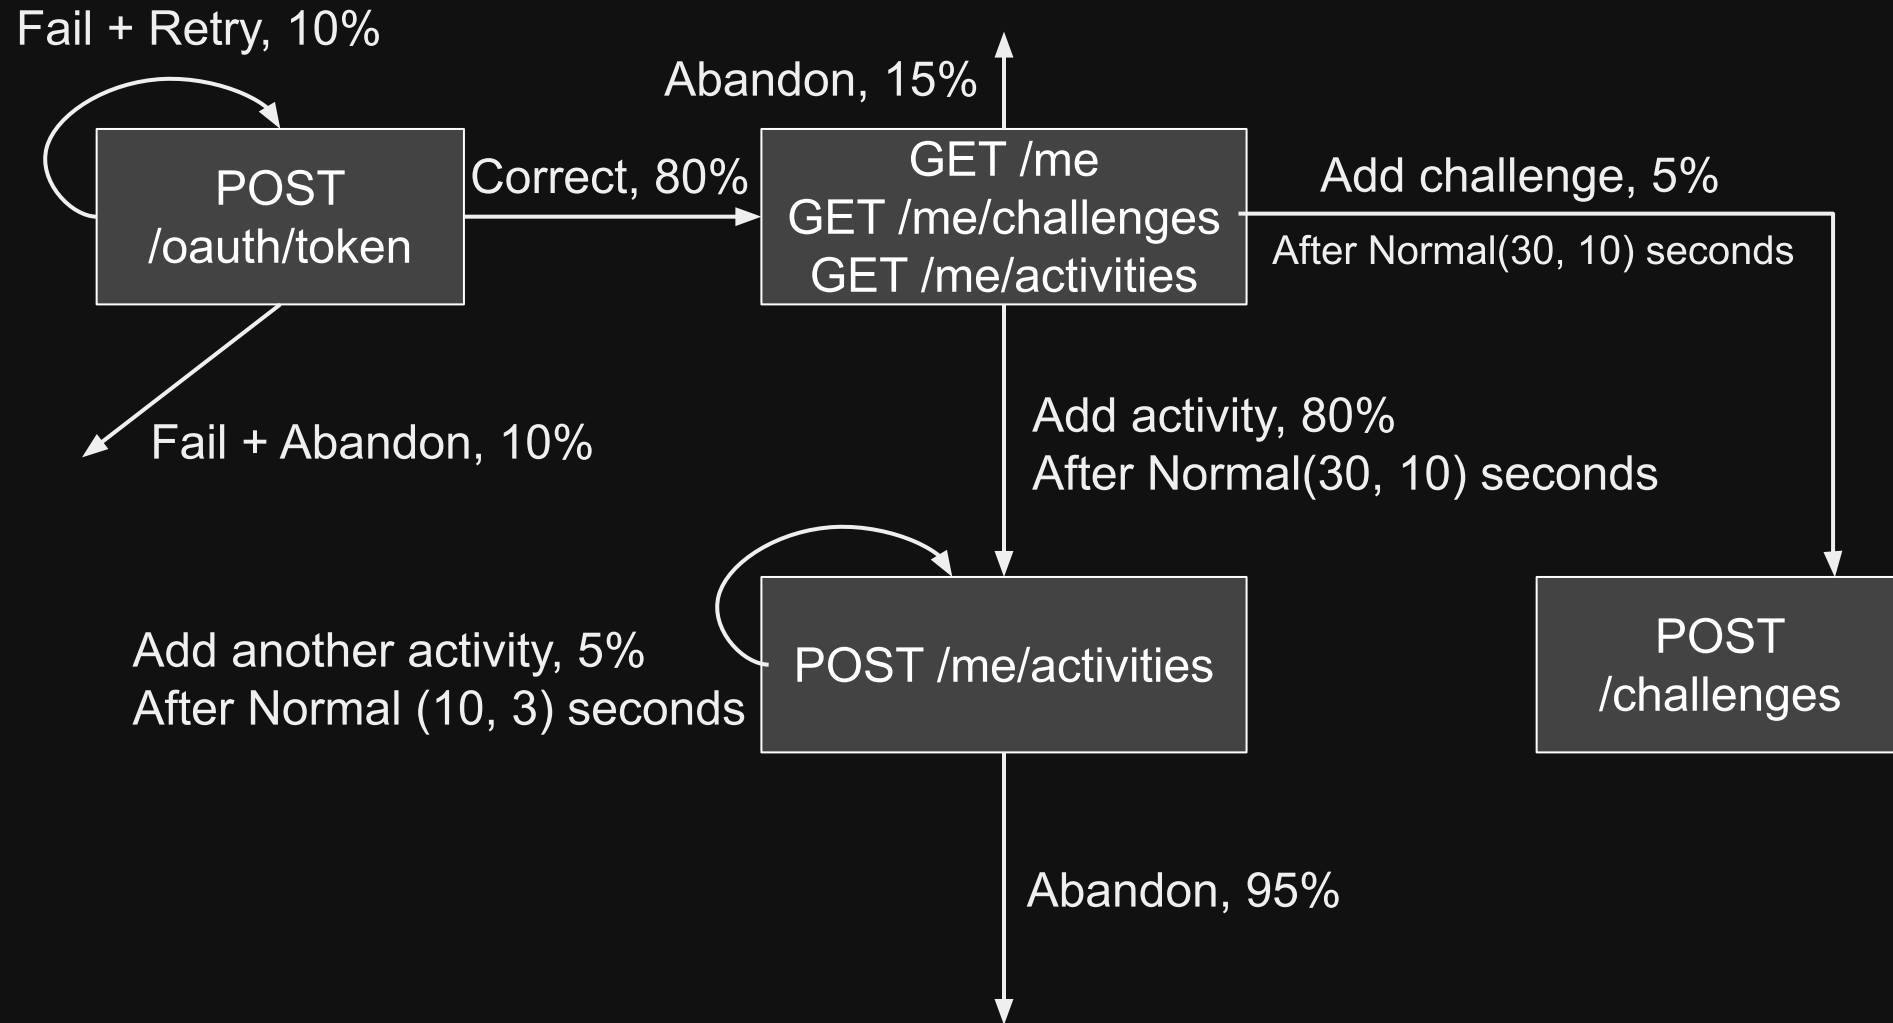 Fail + Retry, 10%
Abandon, 15%
POST
/oauth/token
Correct, 80%
GET /me
GET /me/challenges
GET /me/activities
Add challenge, 5%
After Normal(30, 10) seconds
Fail + Abandon, 10%
Add activity, 80%
After Normal(30, 10) seconds
Add another activity, 5%
After Normal (10, 3) seconds
POST /me/activities
POST
/challenges
Abandon, 95%